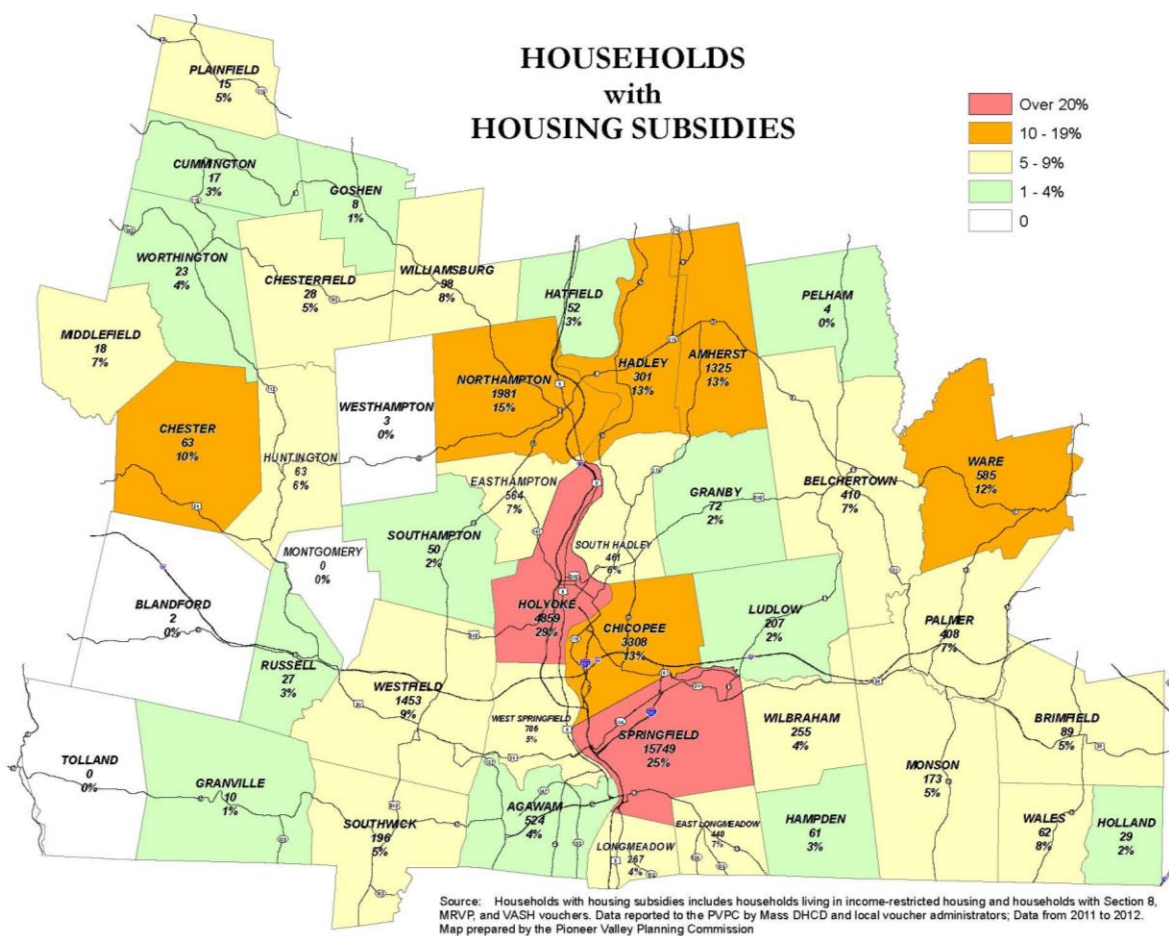 HOUSEHOLDS
with
HOUSING SUBSIDIES
Over 20%
10 - 19%
5 - 9%
1 - 4%
0
PLAINFIELD
15
5%
CUMMINGTON
17
3%
GOSHEN
8
1%
WORTHINGTON
23
4%
CHESTERFIELD
28
5%
WILLIAMSBURG
98
8%
HATFIELD
52
3%
PELHAM
4
0%
MIDDLEFIELD
18
7%
NORTHAMPTON
1981
15%
HADLEY
301
13%
AMHERST
1325
13%
WESTHAMPTON
3
0%
CHESTER
63
10%
HUNTINGTON
63
6%
EASTHAMPTON
564
7%
GRANBY
72
2%
BELCHERTOWN
410
7%
WARE
585
12%
SOUTHAMPTON
50
2%
SOUTH HADLEY
461
6%
MONTGOMERY
0
0%
BLANDFORD
2
0%
HOLYOKE
4859
29%
CHICOPEE
3308
13%
LUDLOW
207
2%
PALMER
408
7%
RUSSELL
27
3%
WESTFIELD
1453
9%
WEST SPRINGFIELD
706
5%
SPRINGFIELD
15749
25%
WILBRAHAM
255
4%
BRIMFIELD
89
5%
TOLLAND
0
0%
GRANVILLE
10
1%
SOUTHWICK
196
5%
AGAWAM
524
4%
LONGMEADOW
267
4%
EAST LONGMEADOW
440
7%
HAMPDEN
61
3%
MONSON
173
5%
WALES
62
8%
HOLLAND
29
2%
Source: Households with housing subsidies includes households living in income-restricted housing and households with Section 8,
MRVP, and VASH vouchers. Data reported to the PVPC by Mass DHCD and local voucher administrators; Data from 2011 to 2012.
Map prepared by the Pioneer Valley Planning Commission